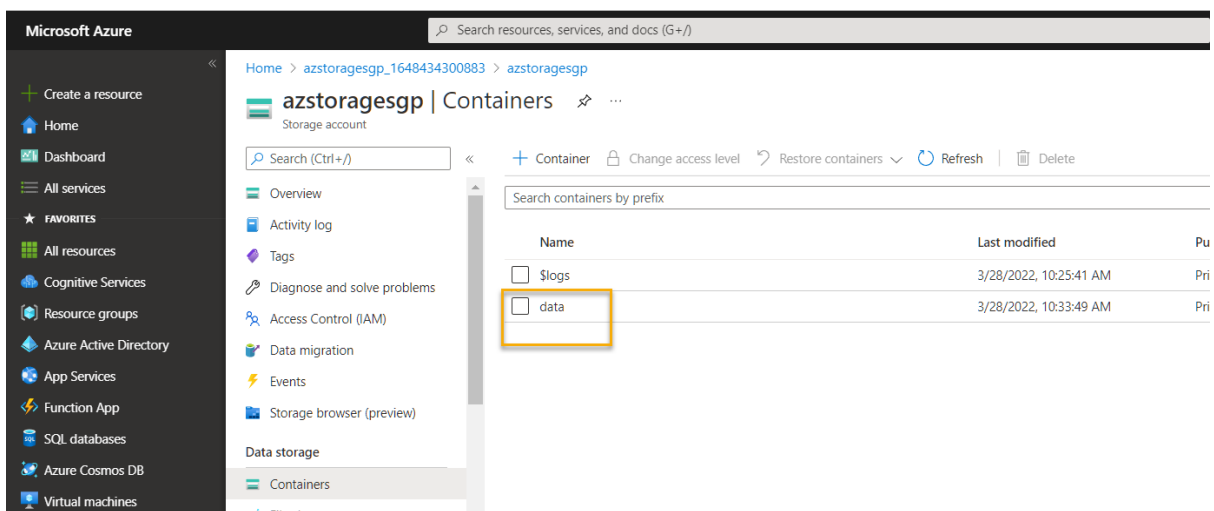 Microsoft Azure
Search resources, services, and docs (G+/)
«
Create a resource
Home
Dashboard
All services
FAVORITES
All resources
Cognitive Services
Resource groups
Azure Active Directory
App Services
Function App
SQL databases
Azure Cosmos DB
Virtual machines
Home > azstoragesgp_1648434300883 > azstoragesgp
azstoragesgp | Containers ...
Storage account
Search (Ctrl+/) «
Overview
Activity log
Tags
Diagnose and solve problems
Access Control (IAM)
Data migration
Events
Storage browser (preview)
Data storage
Containers
+ Container Change access level Restore containers Refresh | Delete
Search containers by prefix
Name Last modified Pu
$logs 3/28/2022, 10:25:41 AM Pri
data 3/28/2022, 10:33:49 AM Pri